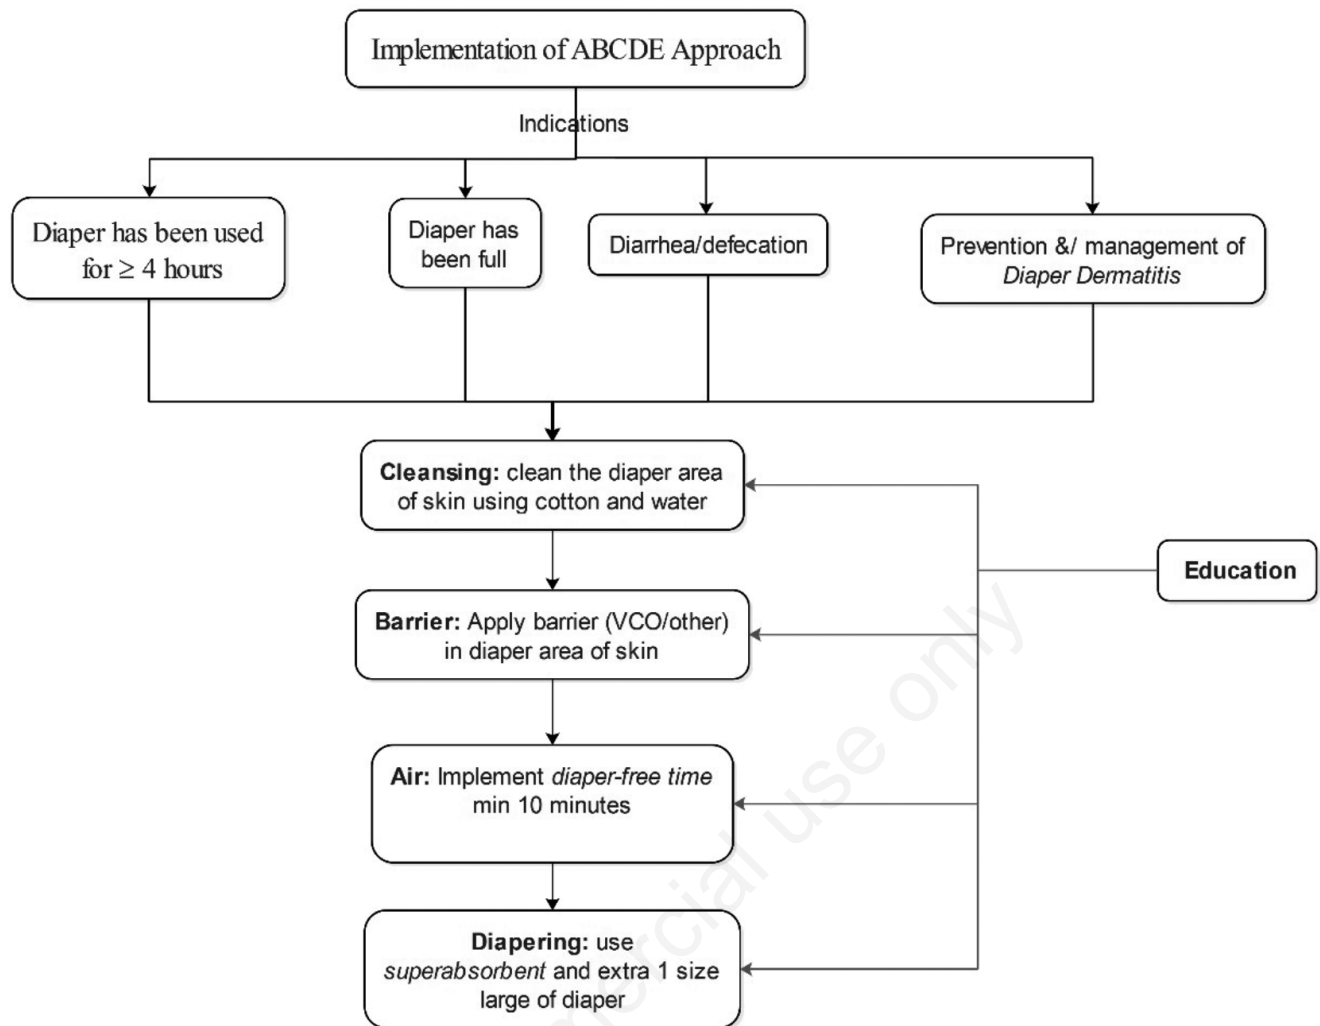 Implementation of ABCDE Approach
Indications
Diaper has been used
for ≥ 4 hours
Diaper has
been full
Diarrhea/defecation
Prevention &/ management of
Diaper Dermatitis
Cleansing: clean the diaper area
of skin using cotton and water
Education
Barrier: Apply barrier (VCO/other)
in diaper area of skin
Air: Implement diaper-free time
min 10 minutes
Diapering: use
superabsorbent and extra 1 size
large of diaper
mercial use only